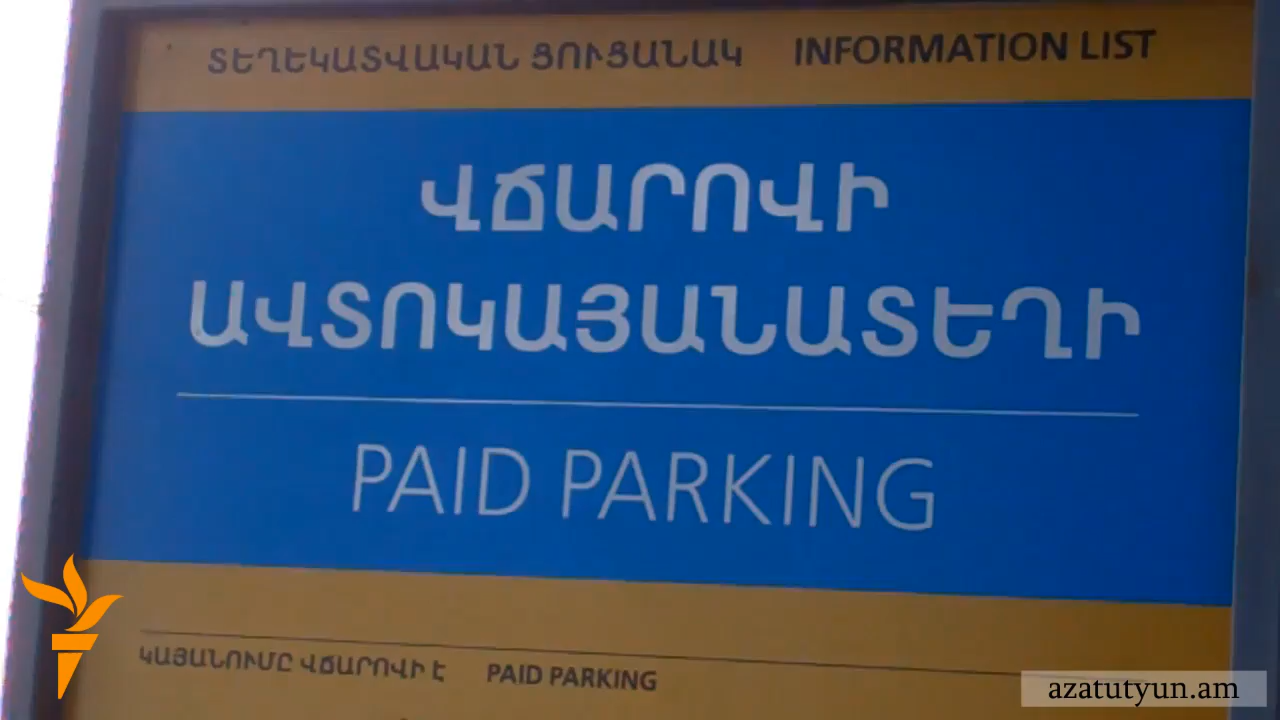 ՏԵՂԵԿԱՏՎԱԿԱՆ ՑՈՒՑԱՆԱԿ INFORMATION LIST
ՎՃԱՐՈՎԻ
ԱՎՏՈԿԱՅԱՆԱՏԵՂԻ
PAID PARKING
ԿԱՅԱՆՈՒՄԸ ՎՃԱՐՈՎԻ Է PAID PARKING
azatutyun.am